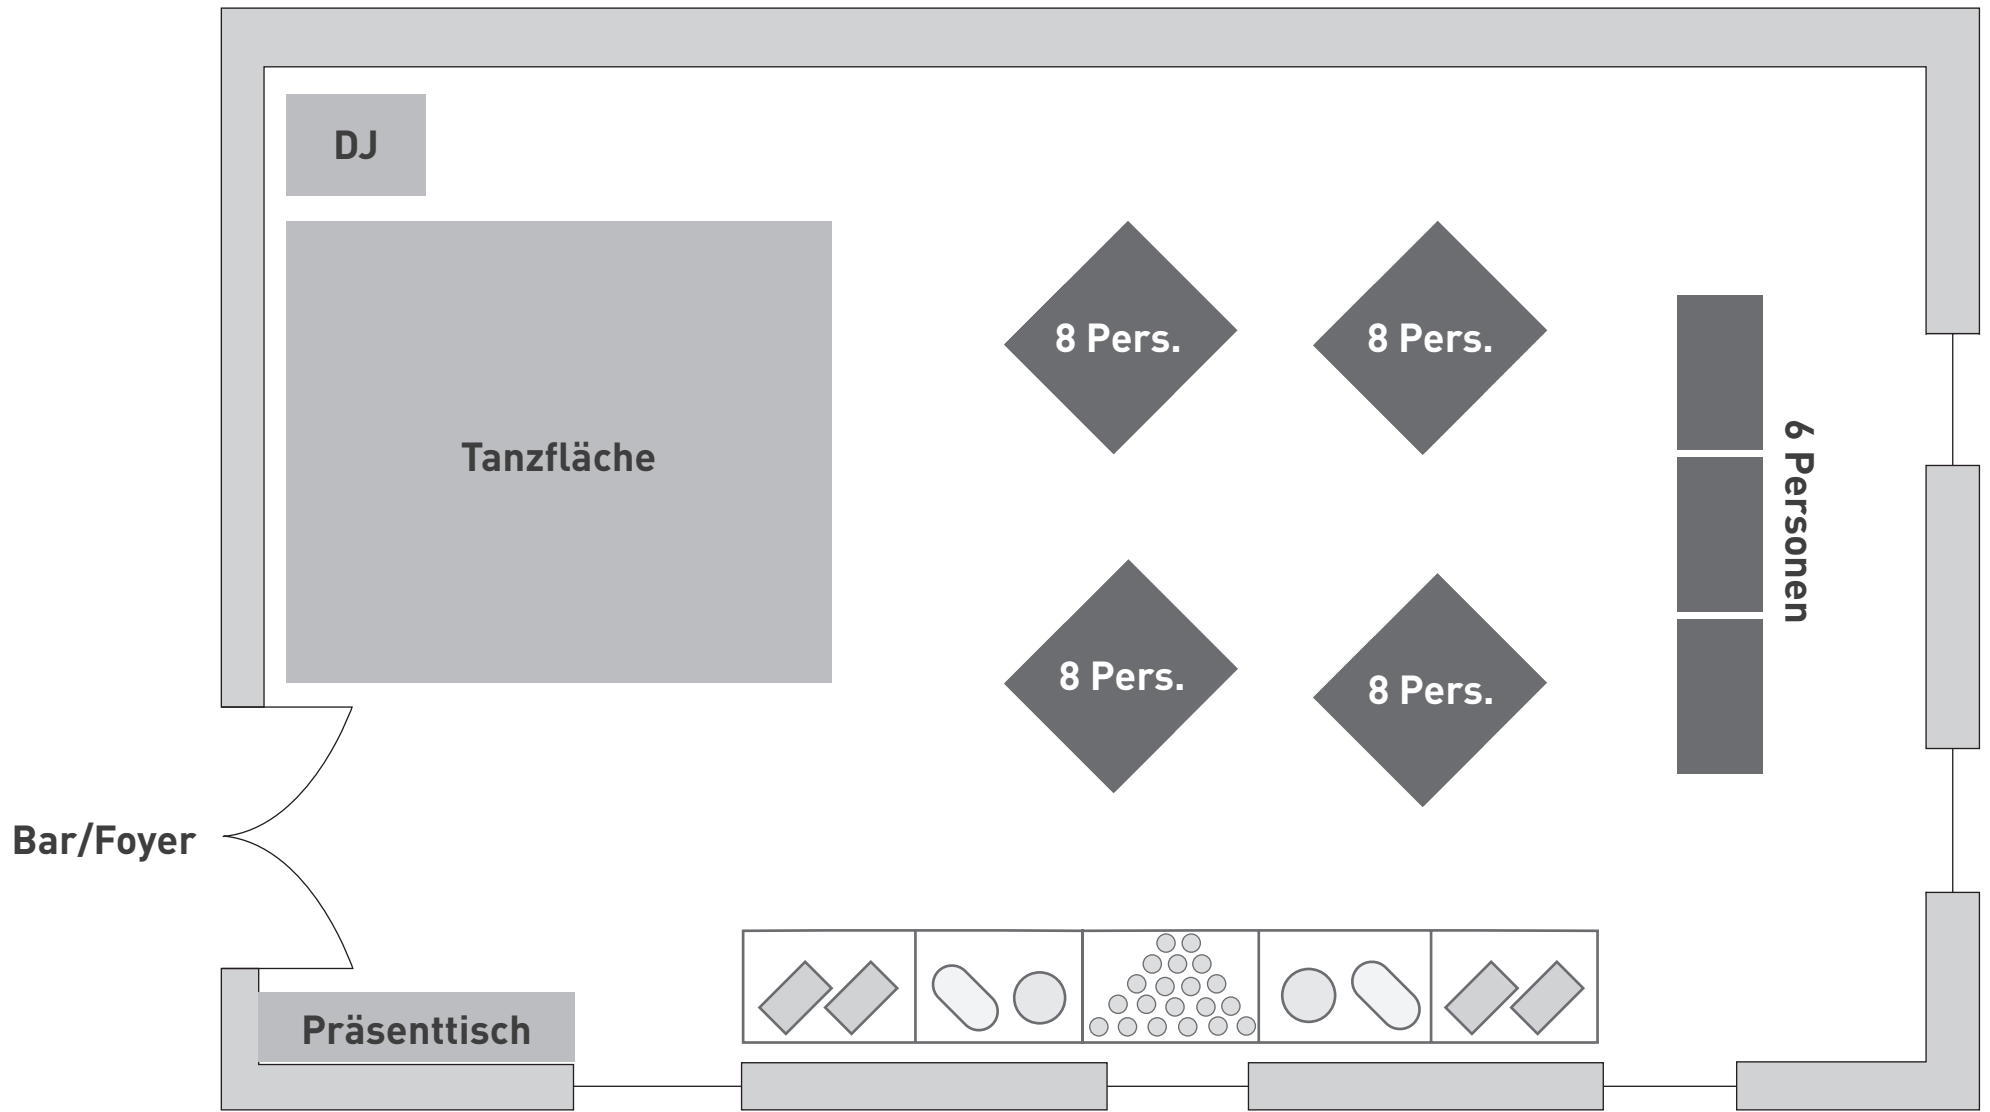 DJ
8 Pers.
8 Pers.
Tanzfläche
6 Personen
8 Pers.
8 Pers.
Bar/Foyer
Präsenttisch